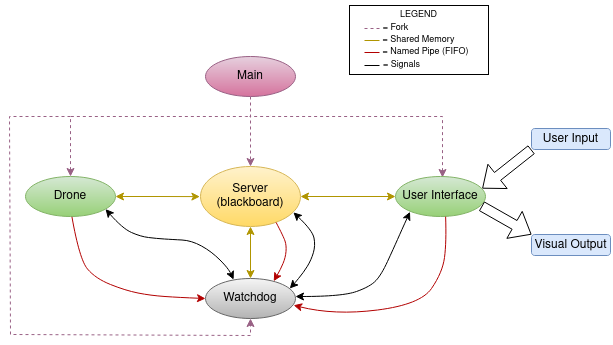 LEGEND
= Fork
= Shared Memory
= Named Pipe (FIFO)
= Signals
Main
User Input
Drone
Server
(blackboard)
User Interface
Visual Output
Watchdog